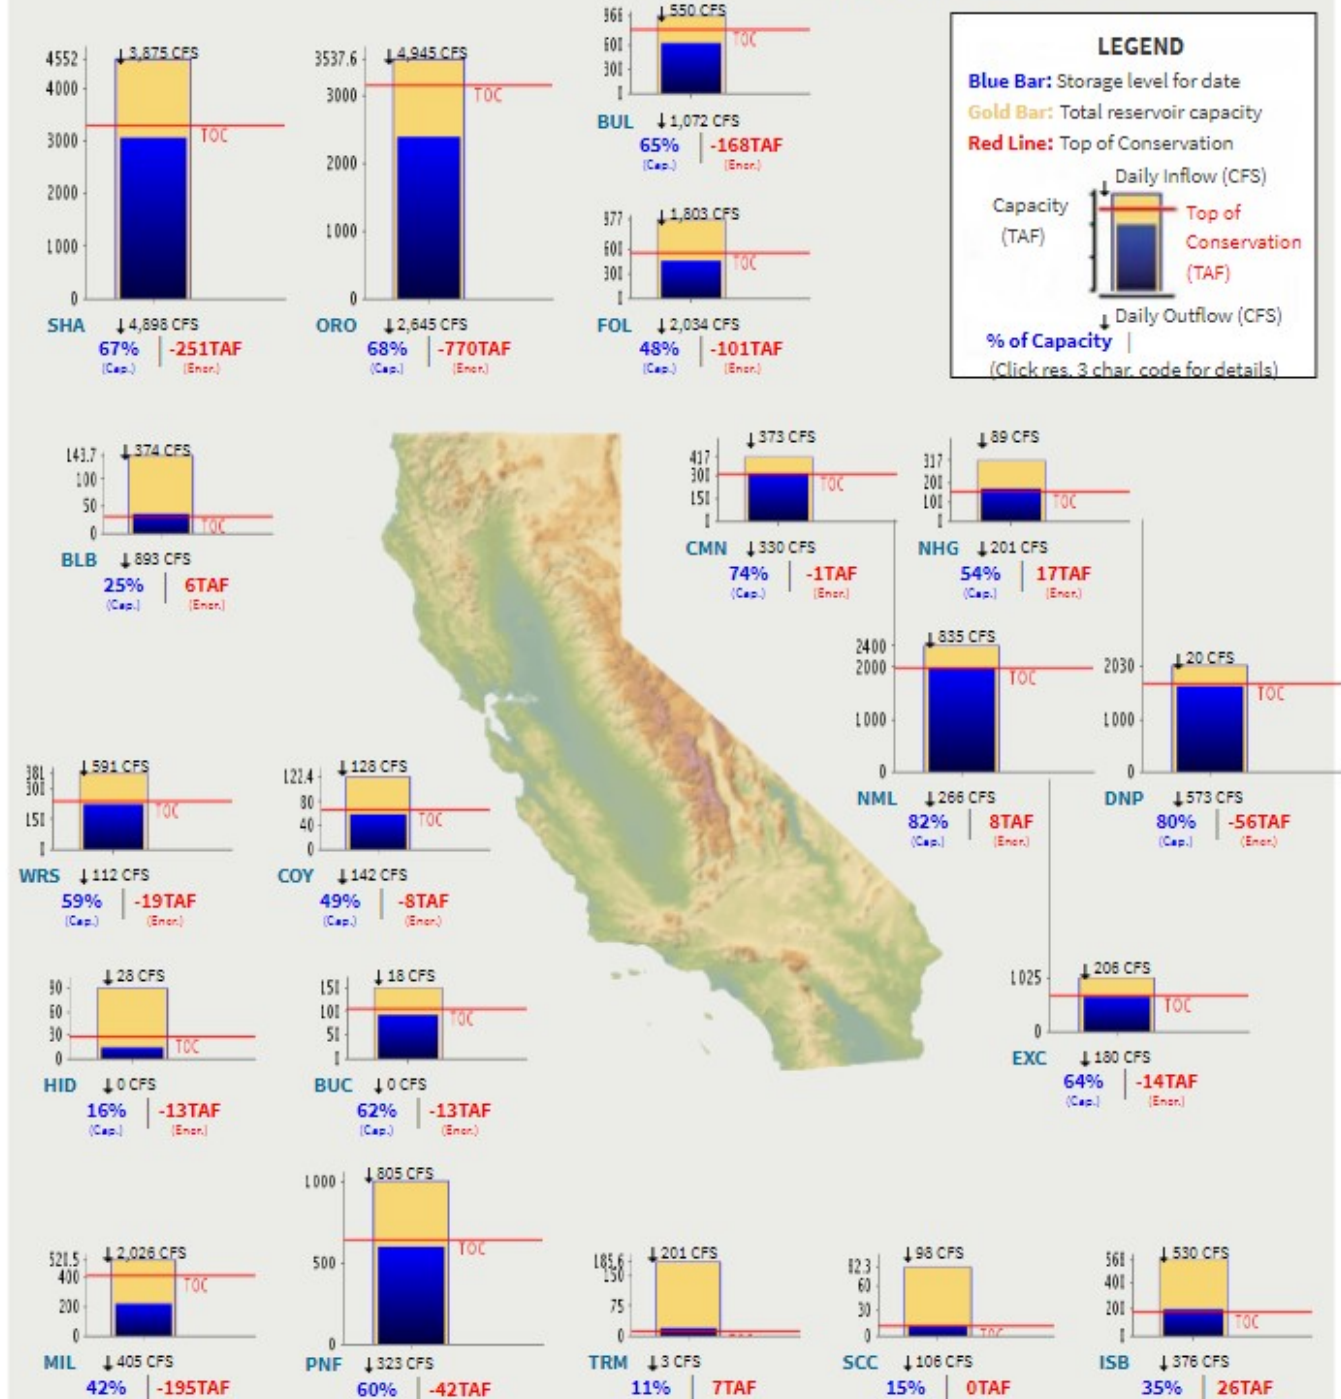 4552
↓ 3,875 CFS
4000
3000
2000
1000
0
TOC
SHA ↓ 4,898 CFS
67% | -251TAF
(Cap.) (Encr.)
3537.6
↓ 4,945 CFS
3000
2000
1000
0
TOC
ORO ↓ 2,645 CFS
68% | -770TAF
(Cap.) (Encr.)
966
↓ 550 CFS
600
300
TOC
BUL ↓ 1,072 CFS
65% | -168TAF
(Cap.) (Encr.)
977
↓ 1,803 CFS
600
300
TOC
FOL ↓ 2,034 CFS
48% | -101TAF
(Cap.) (Encr.)
LEGEND
Blue Bar: Storage level for date
Gold Bar: Total reservoir capacity
Red Line: Top of Conservation
Daily Inflow (CFS)
Capacity
(TAF)
Top of
Conservation
(TAF)
Daily Outflow (CFS)
% of Capacity |
(Click res. 3 char. code for details)
143.7
↓ 374 CFS
100
50
0
TOC
BLB ↓ 893 CFS
25% | 6TAF
(Cap.) (Encr.)
417
↓ 373 CFS
300
150
TOC
CMN ↓ 330 CFS
74% | -1TAF
(Cap.) (Encr.)
317
↓ 89 CFS
200
100
TOC
NHG ↓ 201 CFS
54% | 17TAF
(Cap.) (Encr.)
2400
↓ 835 CFS
2000
1000
0
TOC
NML ↓ 266 CFS
82% | 8TAF
(Cap.) (Encr.)
2030
↓ 20 CFS
1000
0
TOC
DNP ↓ 573 CFS
80% | -56TAF
(Cap.) (Encr.)
381
↓ 591 CFS
300
150
TOC
WRS ↓ 112 CFS
59% | -19TAF
(Cap.) (Encr.)
122.4
↓ 128 CFS
80
40
0
TOC
COY ↓ 142 CFS
49% | -8TAF
(Cap.) (Encr.)
90
↓ 28 CFS
60
30
0
TOC
HID ↓ 0 CFS
16% | -13TAF
(Cap.) (Encr.)
150
↓ 18 CFS
100
50
TOC
BUC ↓ 0 CFS
62% | -13TAF
(Cap.) (Encr.)
1025
↓ 206 CFS
0
TOC
EXC ↓ 180 CFS
64% | -14TAF
(Cap.) (Encr.)
520.5
↓ 2,026 CFS
400
200
0
TOC
MIL ↓ 405 CFS
42% | -195TAF
1000
↓ 805 CFS
500
0
TOC
PNF ↓ 323 CFS
60% | -42TAF
185.6
↓ 201 CFS
150
75
0
TRM ↓ 3 CFS
11% | 7TAF
82.3
↓ 98 CFS
60
30
0
TOC
SCC ↓ 106 CFS
15% | 0TAF
568
↓ 530 CFS
400
200
0
TOC
ISB ↓ 376 CFS
35% | 26TAF